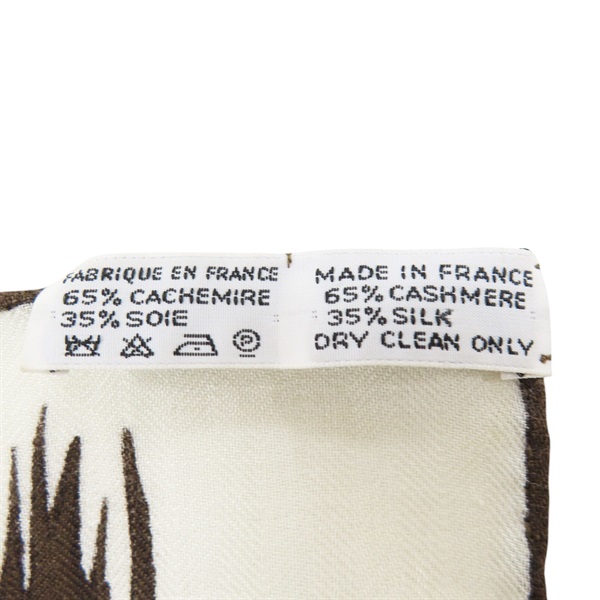 FABRIQUE EN FRANCE
65% CACHEMIRE
35% SOIE
P
MADE IN FRANCE
65% CASHMERE
35% SILK
DRY CLEAN ONLY